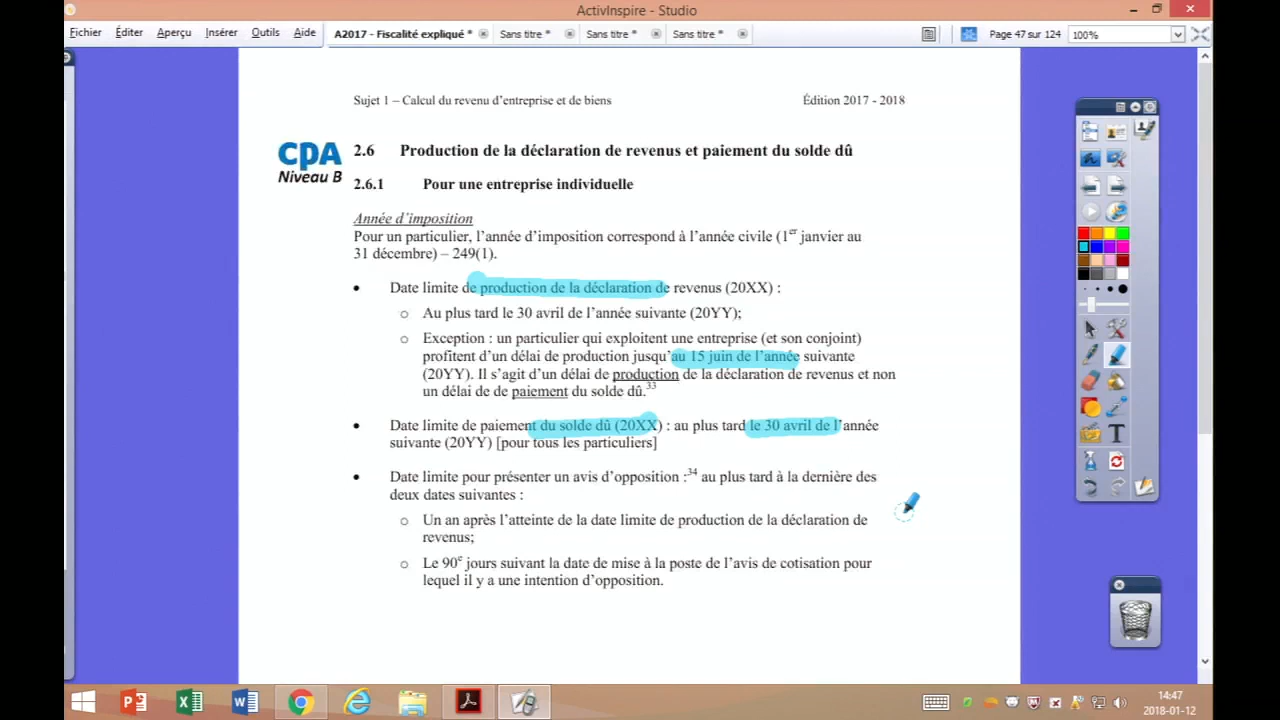 ActivInspire - Studio
Fichier Éditer Aperçu Insérer Outils Aide A2017 - Fiscalité expliqué * Sans titre * Sans titre * Sans titre * Page 47 sur 124 100%
Sujet 1 – Calcul du revenu d'entreprise et de biens Édition 2017 - 2018
CPA
Niveau B
2.6 Production de la déclaration de revenus et paiement du solde dû
2.6.1 Pour une entreprise individuelle
Année d'imposition
Pour un particulier, l'année d'imposition correspond à l'année civile (1er janvier au
31 décembre) – 249(1).
• Date limite de production de la déclaration de revenus (20XX) :
o Au plus tard le 30 avril de l'année suivante (20YY);
o Exception : un particulier qui exploitent une entreprise (et son conjoint)
profitent d'un délai de production jusqu'au 15 juin de l'année suivante
(20YY). Il s'agit d'un délai de production de la déclaration de revenus et non
un délai de de paiement du solde dû.33
• Date limite de paiement du solde dû (20XX) : au plus tard le 30 avril de l'année
suivante (20YY) [pour tous les particuliers]
• Date limite pour présenter un avis d'opposition :34 au plus tard à la dernière des
deux dates suivantes :
o Un an après l'atteinte de la date limite de production de la déclaration de
revenus;
o Le 90e jours suivant la date de mise à la poste de l'avis de cotisation pour
lequel il y a une intention d'opposition.
14:47
2018-01-12